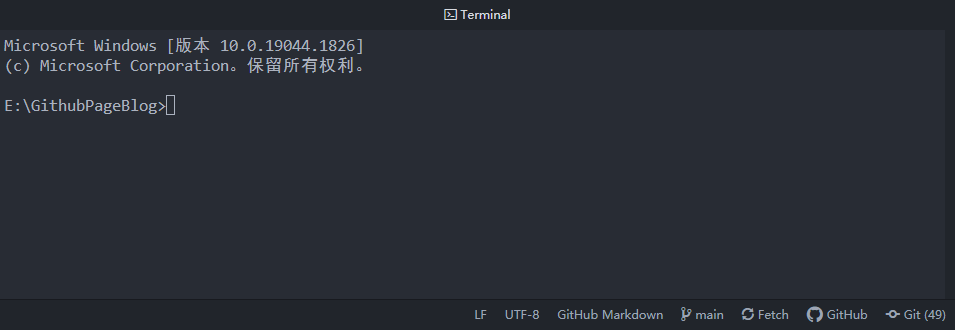 Terminal
Microsoft Windows [版本 10.0.19044.1826]
(c) Microsoft Corporation。保留所有权利。
E:\GithubPageBlog>
LF UTF-8 GitHub Markdown main Fetch GitHub Git (49)